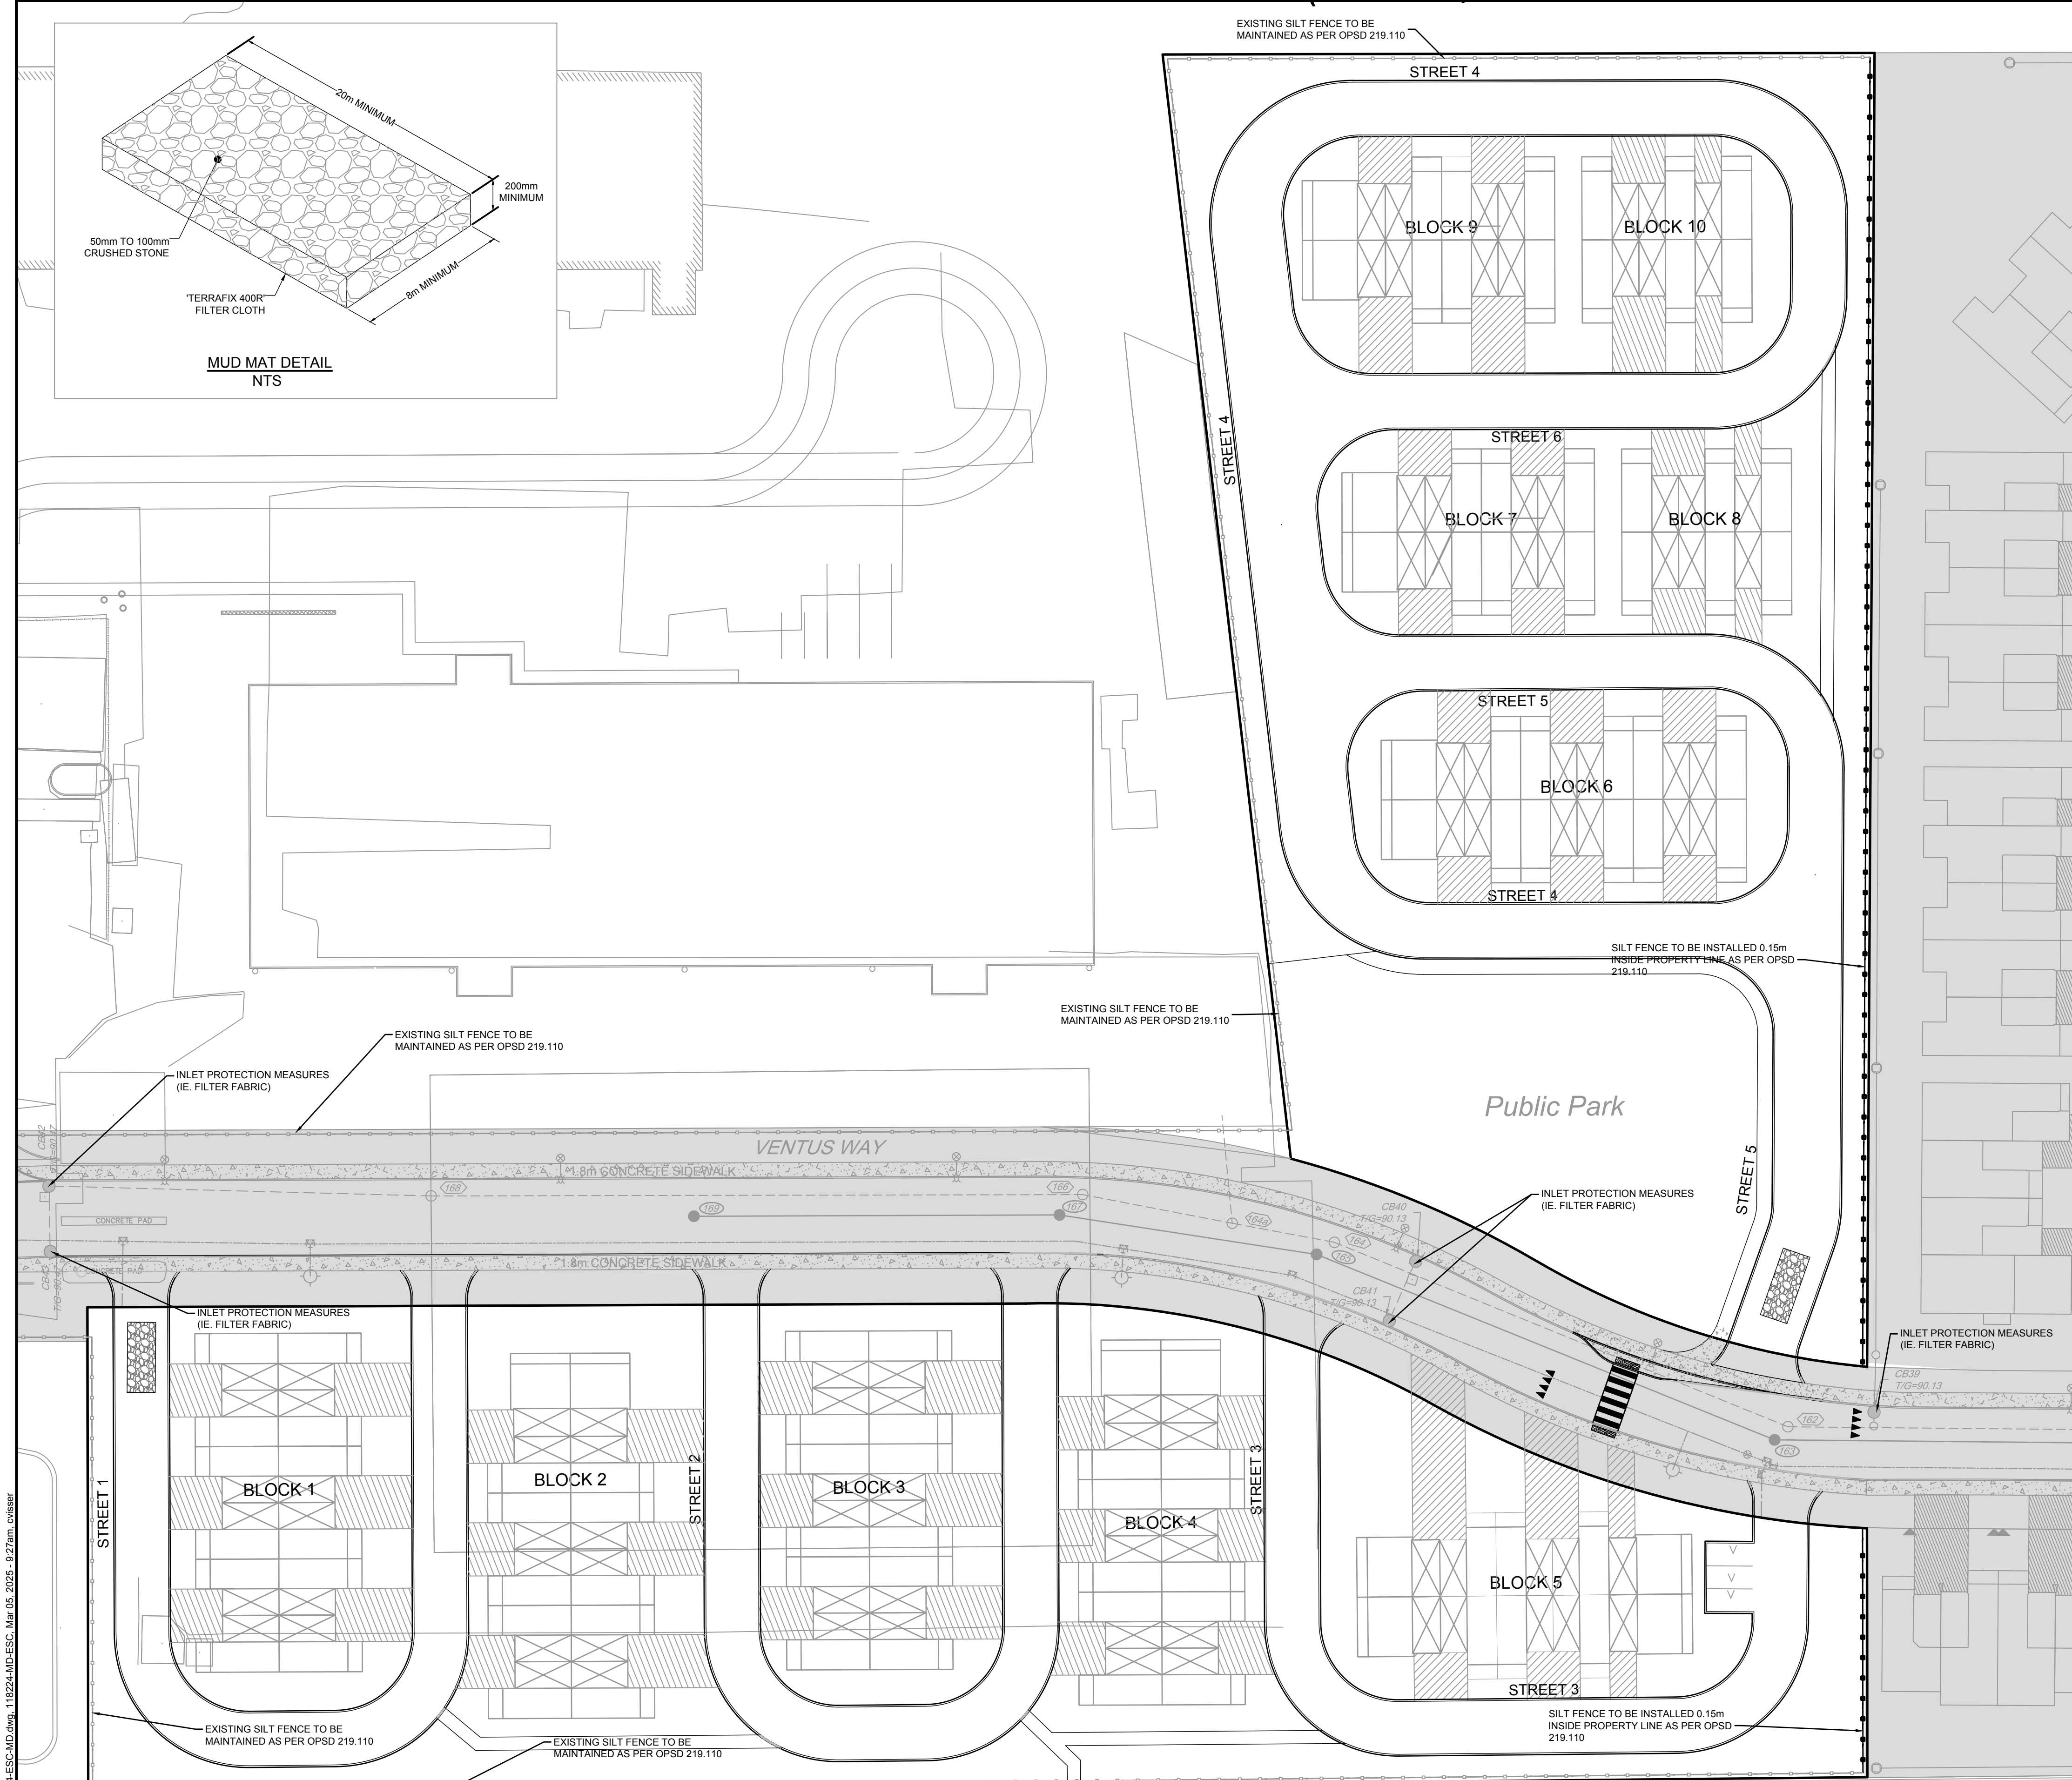 EXISTING SILT FENCE TO BE
MAINTAINED AS PER OPSD 219.110
20m MINIMUM
200mm
MINIMUM
50mm TO 100mm
CRUSHED STONE
8m MINIMUM
'TERRAFIX 400R'
FILTER CLOTH
MUD MAT DETAIL
NTS
STREET 4
BLOCK 9
BLOCK 10
STREET 4
STREET 6
BLOCK 7
BLOCK 8
STREET 5
BLOCK 6
STREET 4
SILT FENCE TO BE INSTALLED 0.15m
INSIDE PROPERTY LINE AS PER OPSD
219.110
EXISTING SILT FENCE TO BE
MAINTAINED AS PER OPSD 219.110
EXISTING SILT FENCE TO BE
MAINTAINED AS PER OPSD 219.110
INLET PROTECTION MEASURES
(IE. FILTER FABRIC)
Public Park
CB42
VENTUS WAY
1.8m CONCRETE SIDEWALK
STREET 5
168
166
INLET PROTECTION MEASURES
(IE. FILTER FABRIC)
169
167
164a
CB40
T/G=90.13
CONCRETE PAD
164
165
1.8m CONCRETE SIDEWALK
CONCRETE PAD
CB41
T/G=90.13
INLET PROTECTION MEASURES
(IE. FILTER FABRIC)
INLET PROTECTION MEASURES
(IE. FILTER FABRIC)
CB39
T/G=90.13
162
163
STREET 1
BLOCK 1
BLOCK 2
STREET 2
BLOCK 3
BLOCK 4
STREET 3
BLOCK 5
STREET 3
EXISTING SILT FENCE TO BE
MAINTAINED AS PER OPSD 219.110
EXISTING SILT FENCE TO BE
MAINTAINED AS PER OPSD 219.110
SILT FENCE TO BE INSTALLED 0.15m
INSIDE PROPERTY LINE AS PER OPSD
219.110
-ESC-MD.dwg, 118224-MD-ESC, Mar 05, 2025 - 9:27am, cvisser